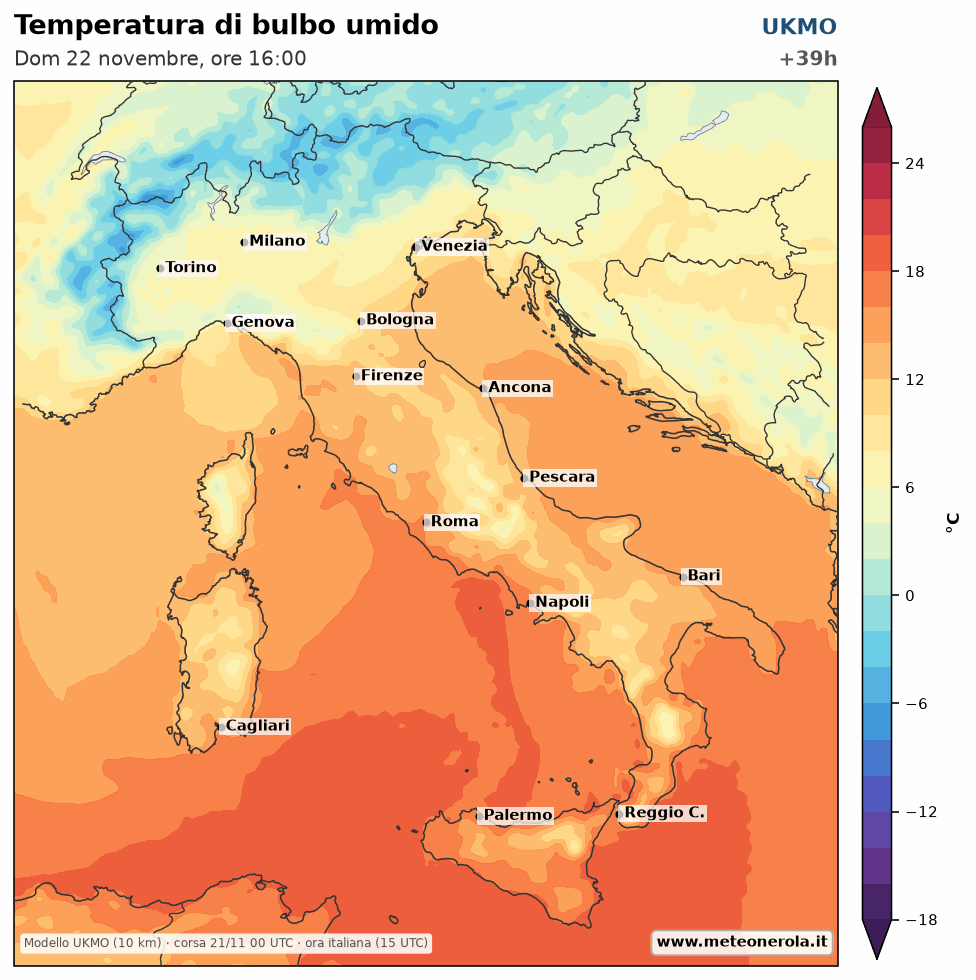 Temperatura di bulbo umido
UKMO
Dom 22 novembre, ore 16:00
+39h
Milano
Venezia
Torino
Genova
Bologna
Firenze
Ancona
Pescara
Roma
Bari
Napoli
Cagliari
Palermo
Reggio C.
24
18
12
6
0
−6
−12
−18
°C
Modello UKMO (10 km) · corsa 21/11 00 UTC · ora italiana (15 UTC)
www.meteonerola.it